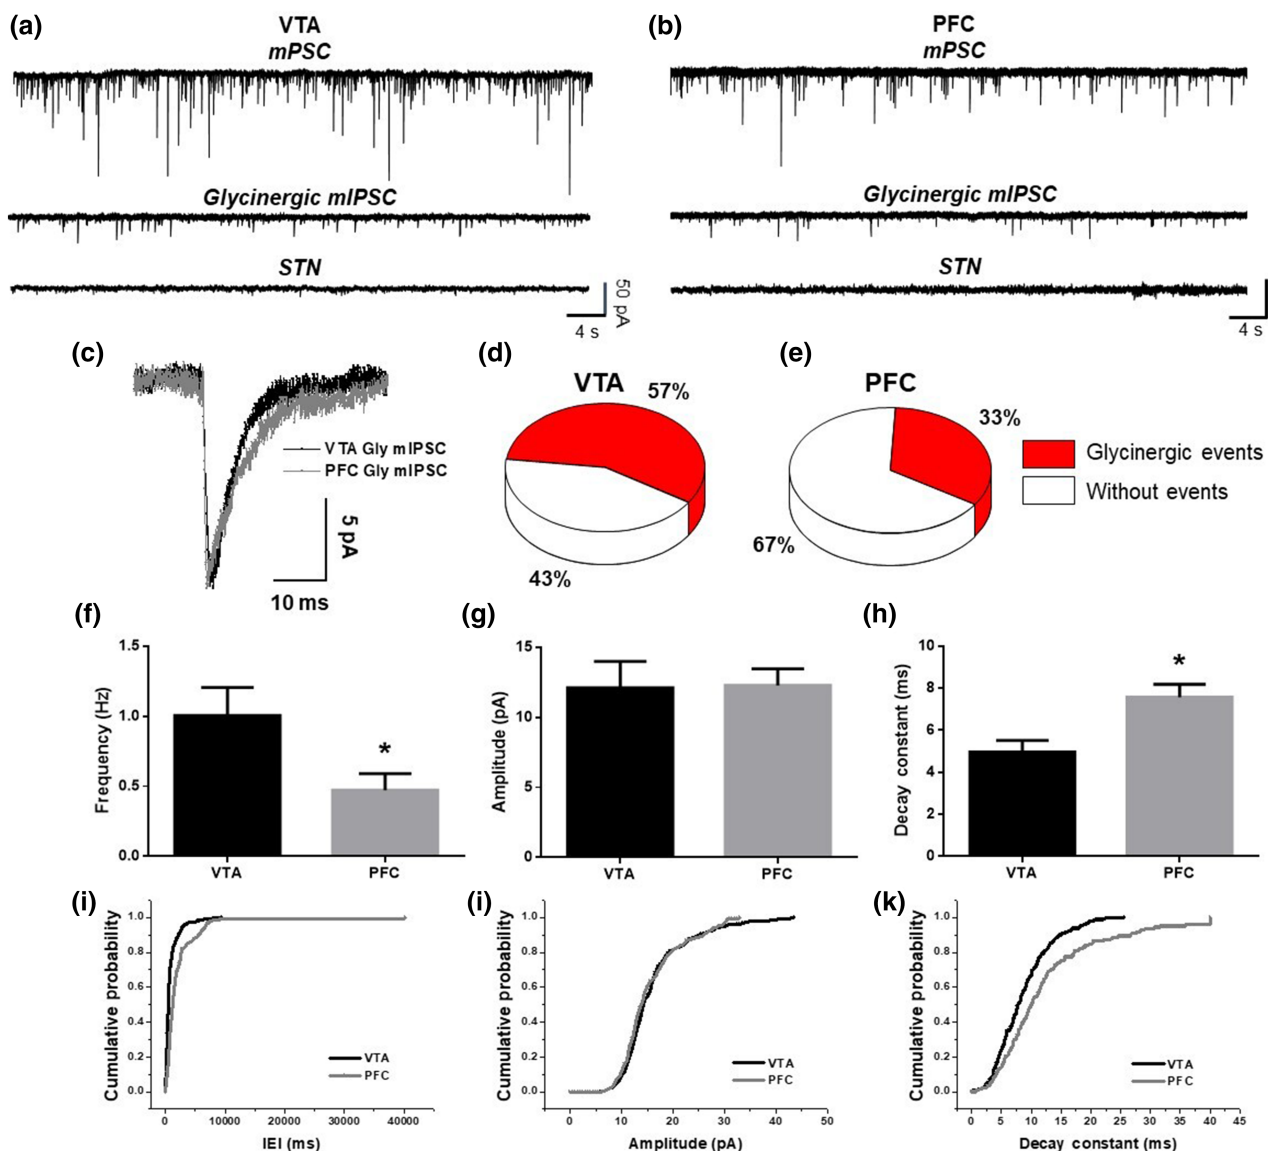 (a)
VTA
mPSC
Glycinergic mIPSC
STN
50 pA
4 s
(b)
PFC
mPSC
Glycinergic mIPSC
STN
4 s
(c)
VTA Gly mIPSC
PFC Gly mIPSC
5 pA
10 ms
(d)
VTA
57%
43%
(e)
PFC
33%
67%
Glycinergic events
Without events
(f)
Frequency (Hz)
1.5
1.0
0.5
0.0
*
VTA
PFC
(g)
Amplitude (pA)
15
10
5
0
VTA
PFC
(h)
Decay constant (ms)
10
8
6
4
2
0
*
VTA
PFC
(i)
Cumulative probability
1.0
0.8
0.6
0.4
0.2
0.0
VTA
PFC
0 10000 20000 30000 40000
IEI (ms)
(i)
Cumulative probability
1.0
0.8
0.6
0.4
0.2
0.0
VTA
PFC
0 10 20 30 40 50
Amplitude (pA)
(k)
Cumulative probability
1.0
0.8
0.6
0.4
0.2
0.0
VTA
PFC
0 5 10 15 20 25 30 35 40 45
Decay constant (ms)